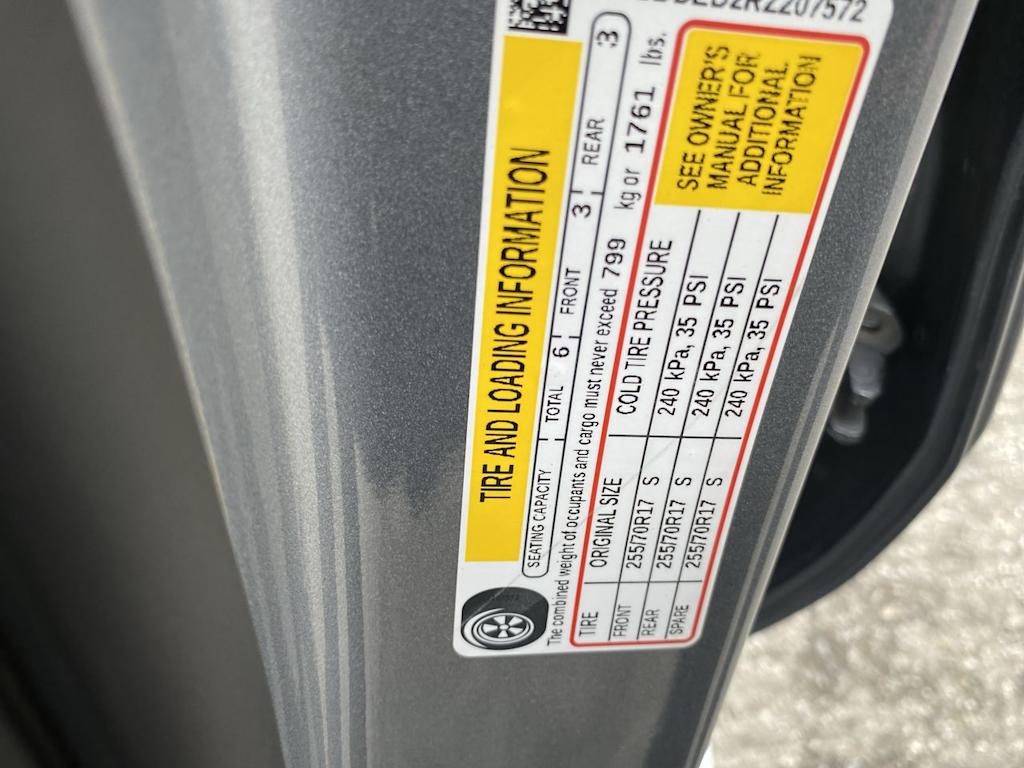 TIRE AND LOADING INFORMATION
SEATING CAPACITY TOTAL 6 FRONT 3 REAR 3
The combined weight of occupants and cargo must never exceed 799 kg or 1761 lbs.
TIRE ORIGINAL SIZE COLD TIRE PRESSURE
FRONT 255/70R17 S 240 kPa, 35 PSI
REAR 255/70R17 S 240 kPa, 35 PSI
SPARE 255/70R17 S 240 kPa, 35 PSI
SEE OWNER'S
MANUAL FOR
ADDITIONAL
INFORMATION